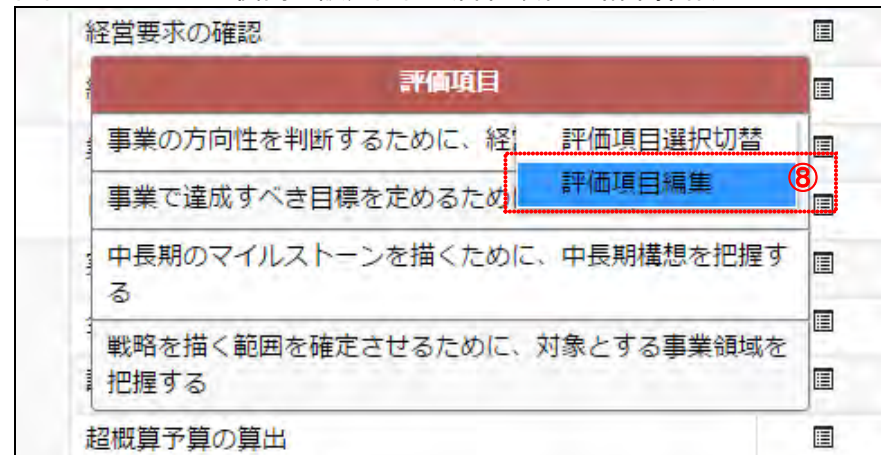 経営要求の確認
評価項目
事業の方向性を判断するために、経
評価項目選択切替
事業で達成すべき目標を定めるため
評価項目編集
⑧
中長期のマイルストーンを描くために、中長期構想を把握す
る
戦略を描く範囲を確定させるために、対象とする事業領域を
把握する
超概算予算の算出